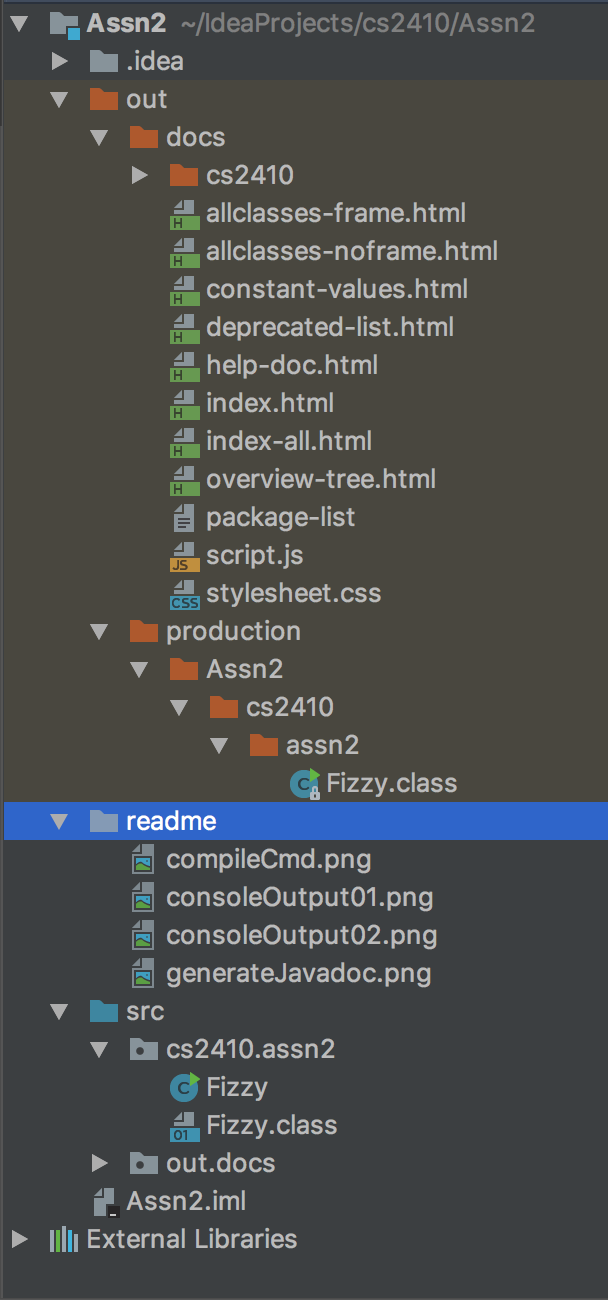 Assn2 ~/IdeaProjects/cs2410/Assn2
.idea
out
docs
cs2410
allclasses-frame.html
allclasses-noframe.html
constant-values.html
deprecated-list.html
help-doc.html
index.html
index-all.html
overview-tree.html
package-list
script.js
stylesheet.css
production
Assn2
cs2410
assn2
Fizzy.class
readme
compileCmd.png
consoleOutput01.png
consoleOutput02.png
generateJavadoc.png
src
cs2410.assn2
Fizzy
Fizzy.class
out.docs
Assn2.iml
External Libraries